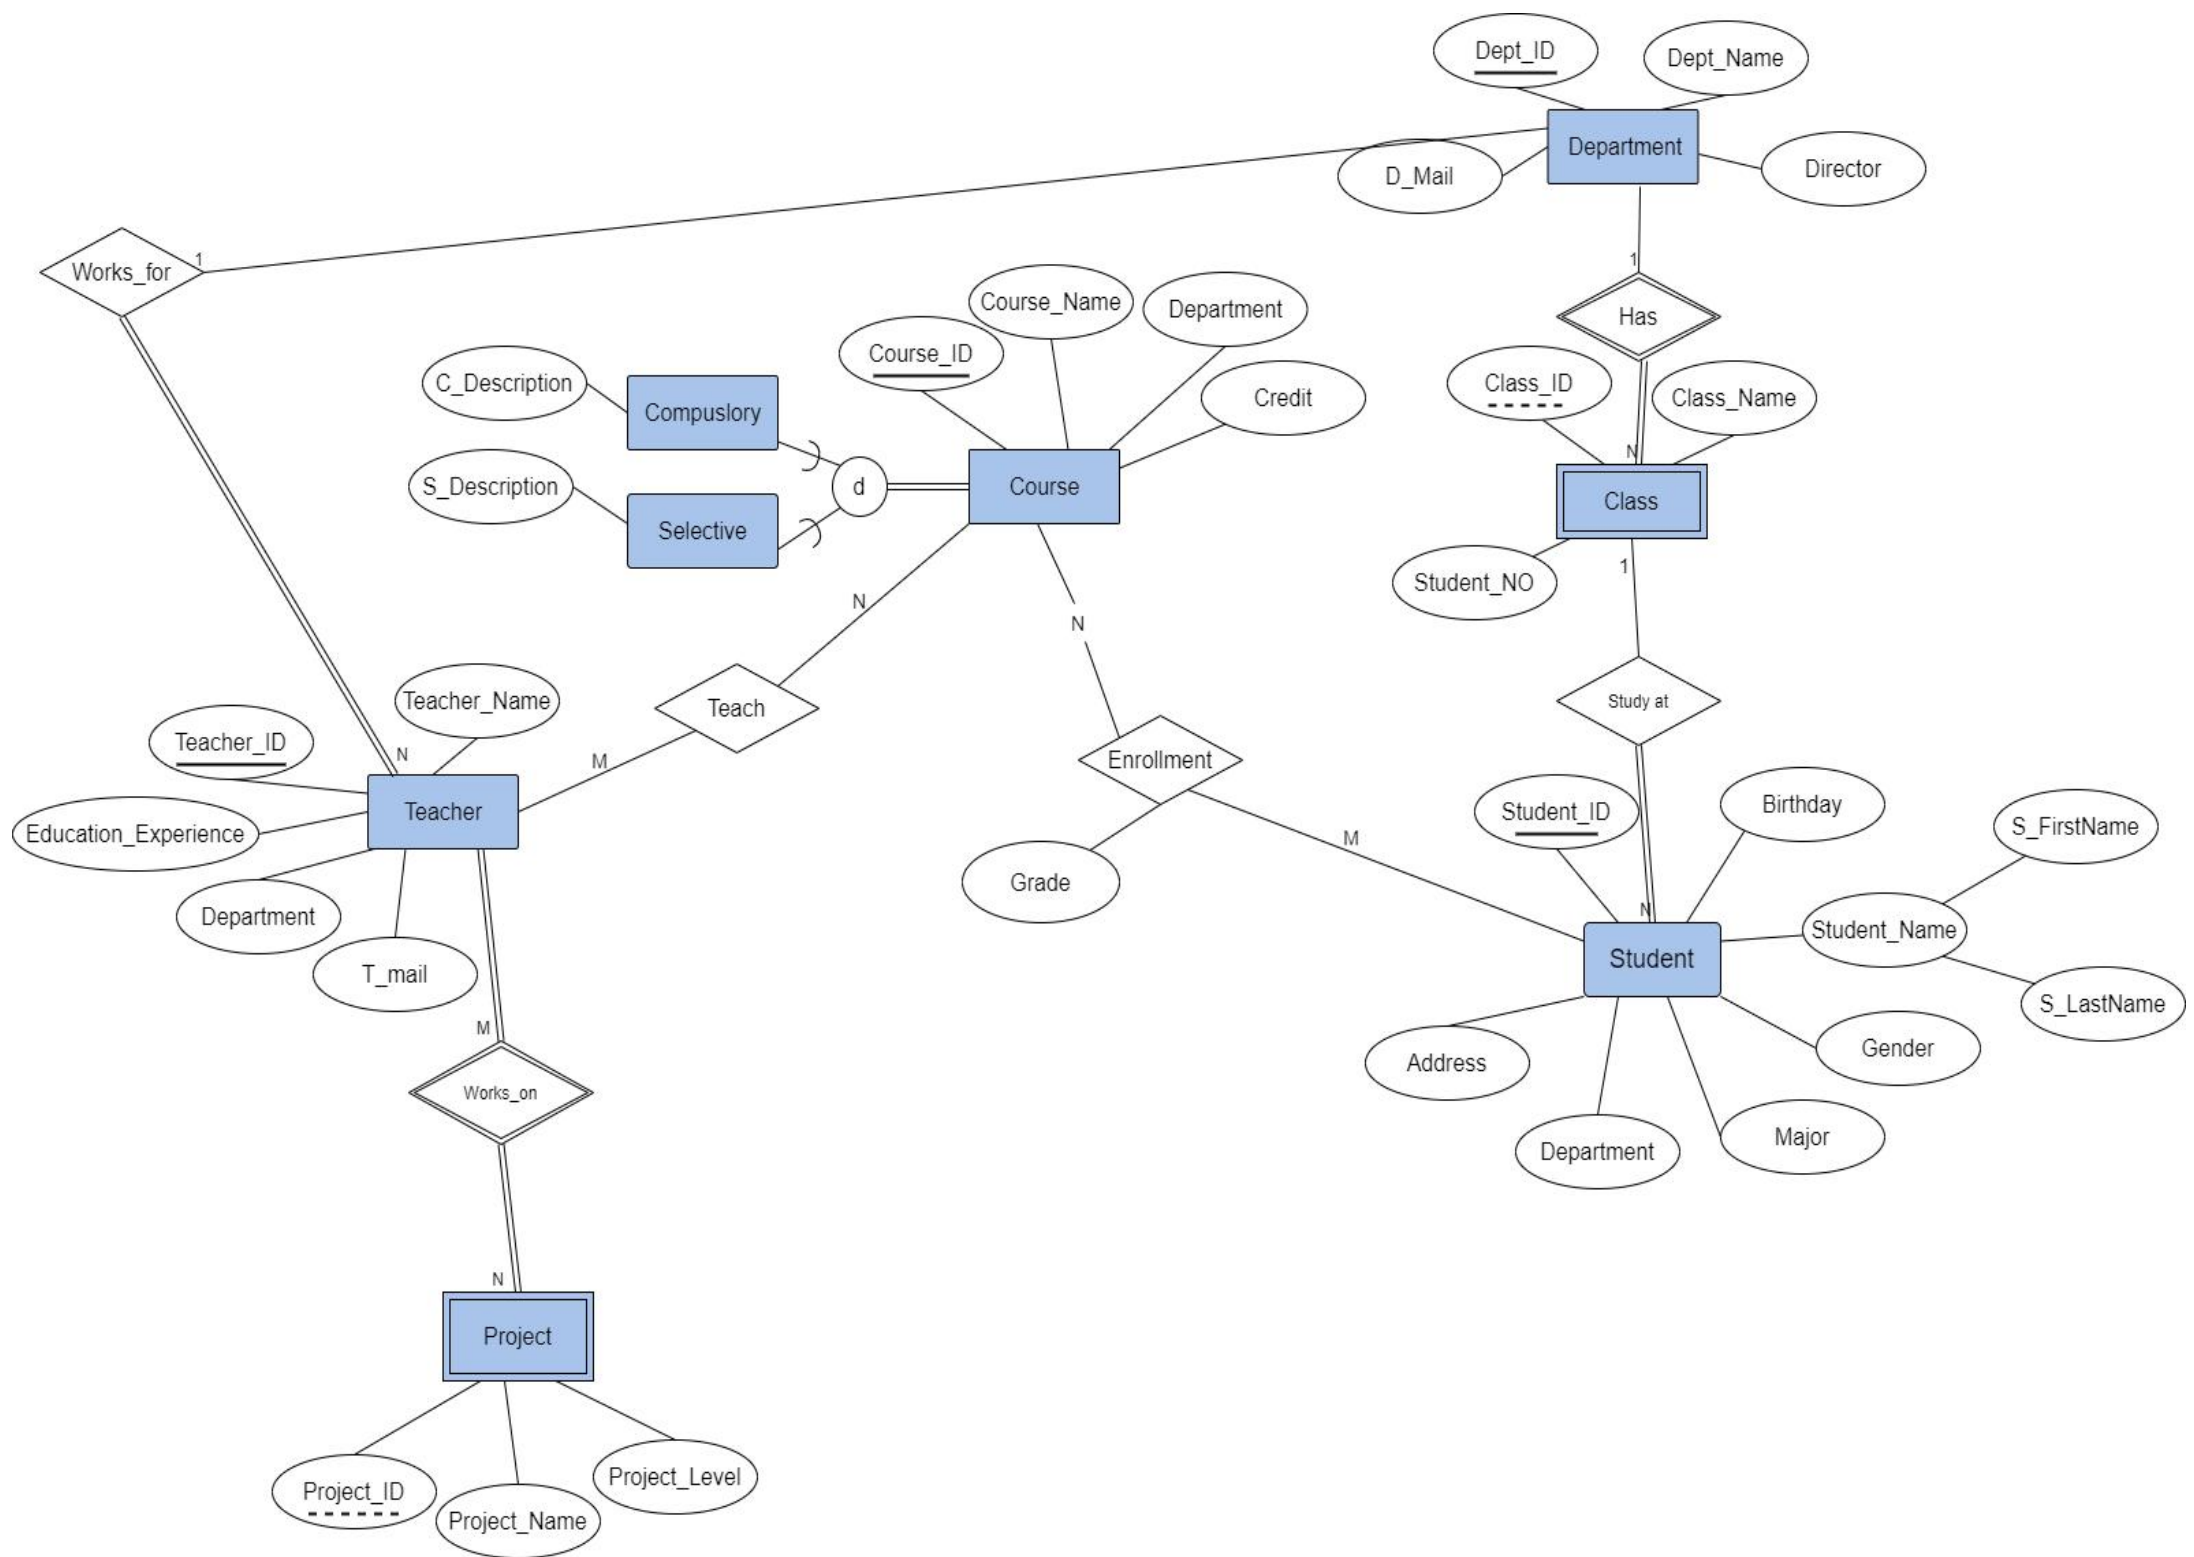 Dept_ID
Dept_Name
Department
D_Mail
Director
Works_for
1
1
Has
Course_Name
Department
Course_ID
Credit
C_Description
Compuslory
S_Description
Selective
d
Course
Class_ID
Class_Name
N
Class
Student_NO
1
N
N
Teach
M
Study at
Teacher_Name
Teacher_ID
N
Teacher
Education_Experience
Department
T_mail
Enrollment
Grade
M
Student_ID
Birthday
S_FirstName
N
Student
Student_Name
S_LastName
Address
Gender
Department
Major
M
Works_on
N
Project
Project_ID
Project_Name
Project_Level